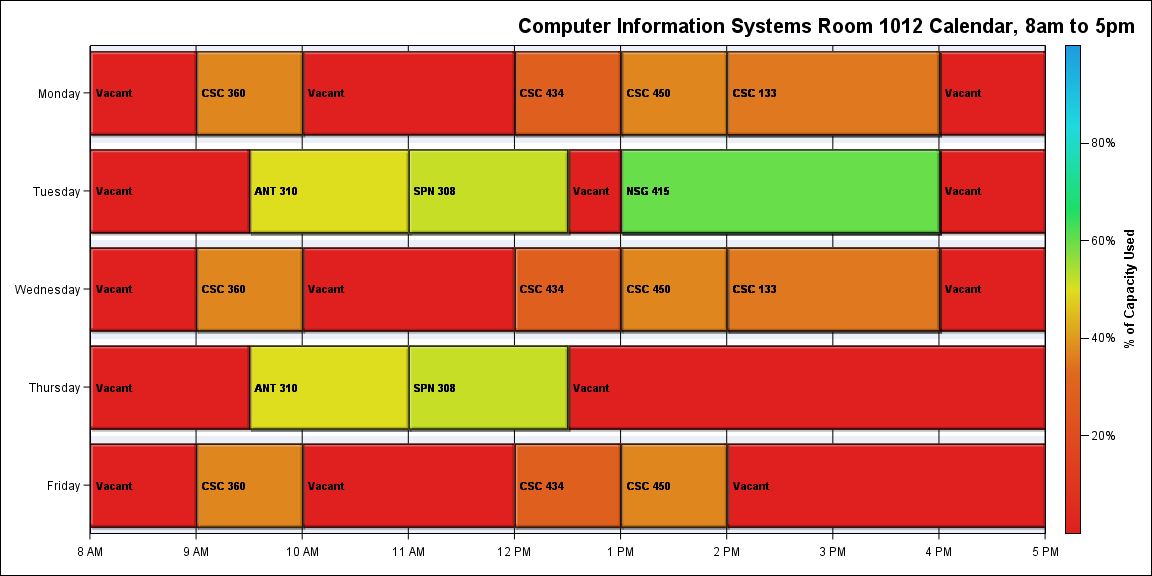 Computer Information Systems Room 1012 Calendar, 8am to 5pm
Monday
Vacant
CSC 360
Vacant
CSC 434
CSC 450
CSC 133
Vacant
Tuesday
Vacant
ANT 310
SPN 308
Vacant
NSG 415
Vacant
Wednesday
Vacant
CSC 360
Vacant
CSC 434
CSC 450
CSC 133
Vacant
Thursday
Vacant
ANT 310
SPN 308
Vacant
Friday
Vacant
CSC 360
Vacant
CSC 434
CSC 450
Vacant
8 AM
9 AM
10 AM
11 AM
12 PM
1 PM
2 PM
3 PM
4 PM
5 PM
80%
60%
40%
20%
% of Capacity Used